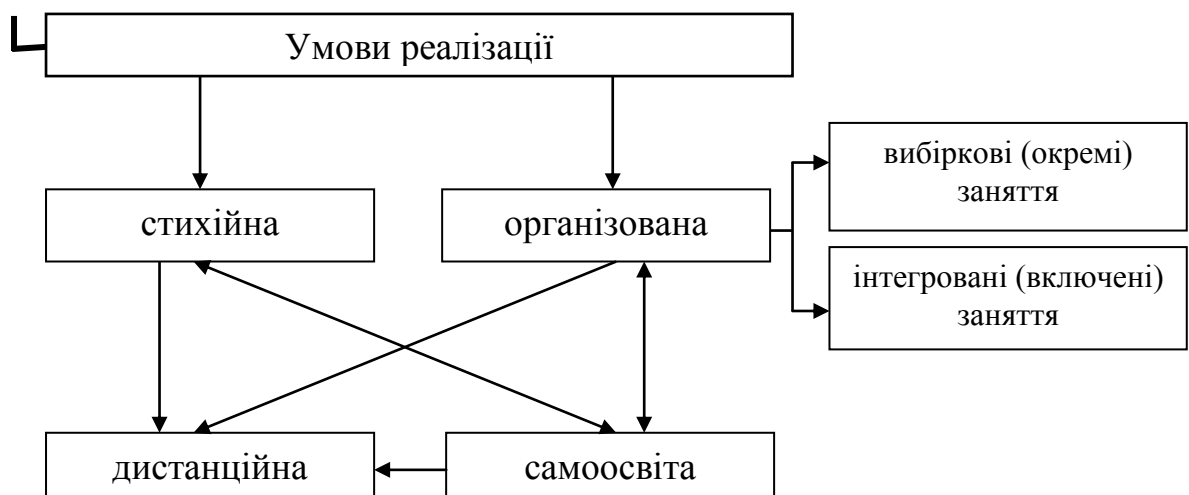 Умови реалізації
вибіркові (окремі)
заняття
стихійна
організована
інтегровані (включені)
заняття
дистанційна
самоосвіта